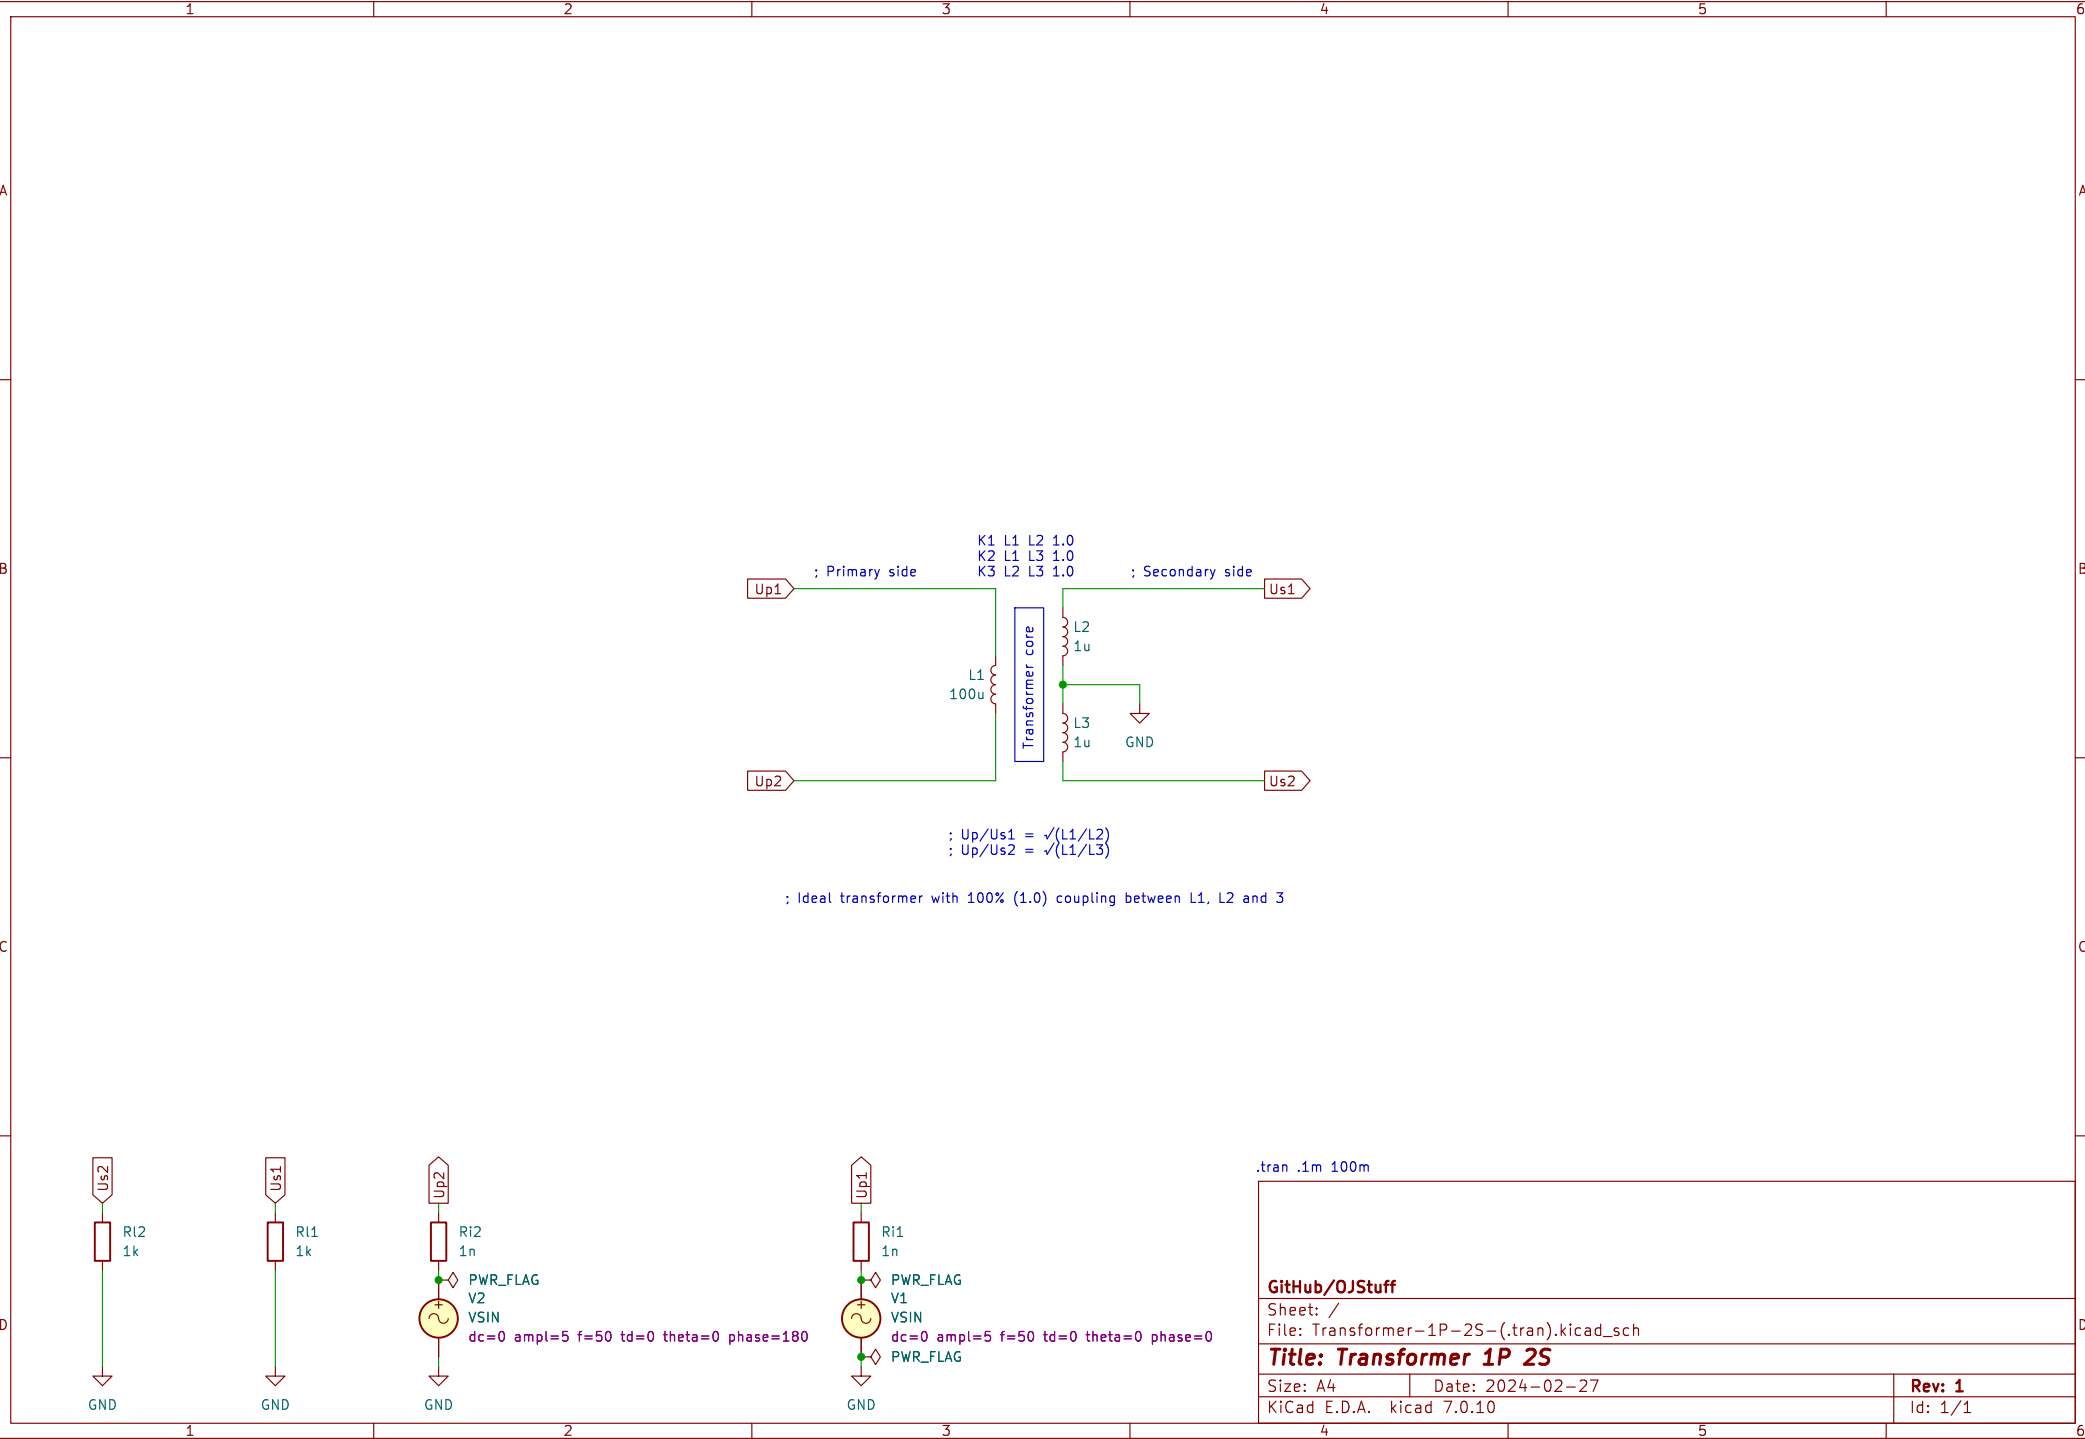 1 2 3 4 5 6
A A
K1 L1 L2 1.0
K2 L1 L3 1.0
B B
; Primary side K3 L2 L3 1.0 ; Secondary side
Up1 Us1
L2
1u
Transformer core
L1
100u
L3
1u
GND
Up2 Us2
; Up/Us1 = √(L1/L2)
; Up/Us2 = √(L1/L3)
; Ideal transformer with 100% (1.0) coupling between L1, L2 and 3
C C
.tran .1m 100m
Us2 Us1 Up2 Up1
Rl2 Rl1 Ri2 Ri1
1k 1k 1n 1n
PWR_FLAG PWR_FLAG
V2 V1
VSIN VSIN
dc=0 ampl=5 f=50 td=0 theta=0 phase=180 dc=0 ampl=5 f=50 td=0 theta=0 phase=0
PWR_FLAG
GND GND GND GND
GitHub/OJStuff
Sheet: /
D D
File: Transformer-1P-2S-(.tran).kicad_sch
Title: Transformer 1P 2S
Size: A4 Date: 2024-02-27 Rev: 1
KiCad E.D.A. kicad 7.0.10 Id: 1/1
1 2 3 4 5 6